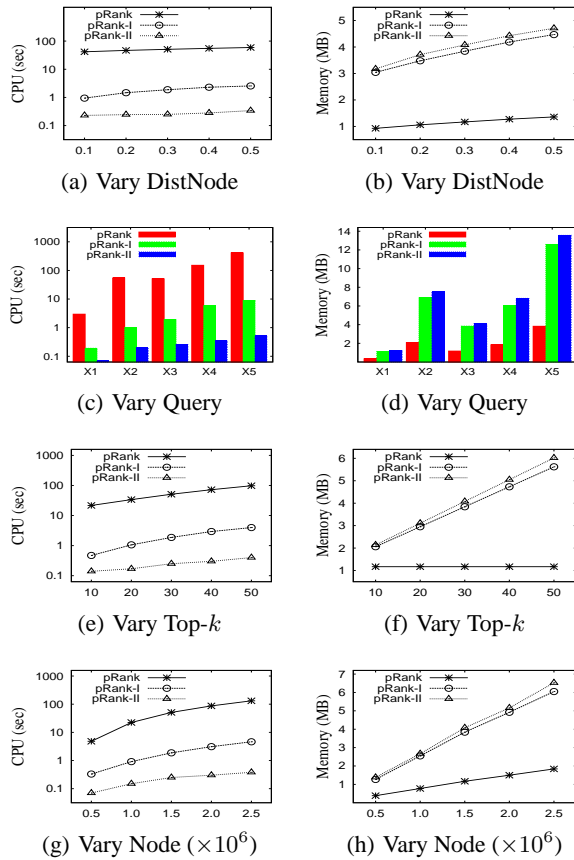 pRank
pRank-I
pRank-II
CPU (sec)
100
10
1
0.1
0.1 0.2 0.3 0.4 0.5
(a) Vary DistNode
pRank
pRank-I
pRank-II
Memory (MB)
5
4
3
2
1
0.1 0.2 0.3 0.4 0.5
(b) Vary DistNode
pRank
pRank-I
pRank-II
CPU (sec)
1000
100
10
1
0.1
X1 X2 X3 X4 X5
(c) Vary Query
pRank
pRank-I
pRank-II
Memory (MB)
14
12
10
8
6
4
2
X1 X2 X3 X4 X5
(d) Vary Query
pRank
pRank-I
pRank-II
CPU (sec)
1000
100
10
1
0.1
10 20 30 40 50
(e) Vary Top-k
pRank
pRank-I
pRank-II
Memory (MB)
6
5
4
3
2
1
10 20 30 40 50
(f) Vary Top-k
pRank
pRank-I
pRank-II
CPU (sec)
1000
100
10
1
0.1
0.5 1.0 1.5 2.0 2.5
(g) Vary Node (×10⁶)
pRank
pRank-I
pRank-II
Memory (MB)
7
6
5
4
3
2
1
0.5 1.0 1.5 2.0 2.5
(h) Vary Node (×10⁶)